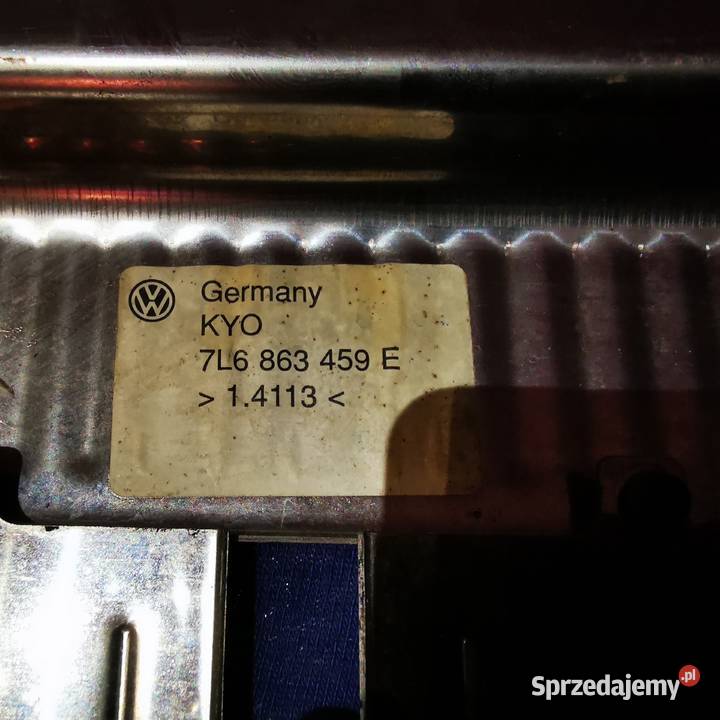 Germany
KYO
7L6 863 459 E
> 1.4113 <
Sprzedajemy.pl